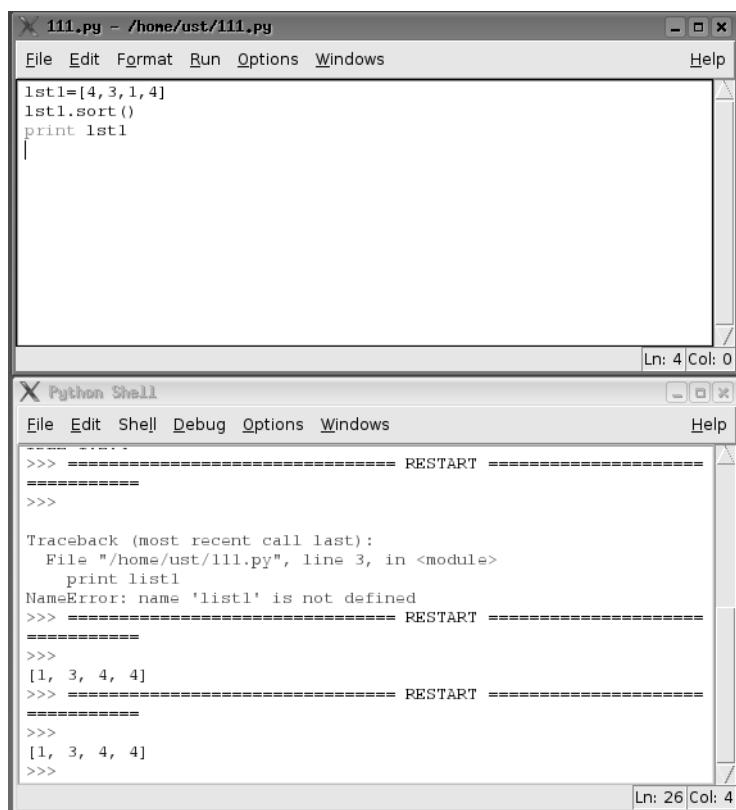 111.py - /home/ust/111.py
File Edit Format Run Options Windows Help
lst1=[4,3,1,4]
lst1.sort()
print lst1
Ln: 4 Col: 0
Python Shell
File Edit Shell Debug Options Windows Help
>>> ================================ RESTART =====================
===========
>>>
Traceback (most recent call last):
  File "/home/ust/111.py", line 3, in <module>
    print list1
NameError: name 'list1' is not defined
>>> ================================ RESTART =====================
===========
>>>
[1, 3, 4, 4]
>>> ================================ RESTART =====================
===========
>>>
[1, 3, 4, 4]
>>>
Ln: 26 Col: 4